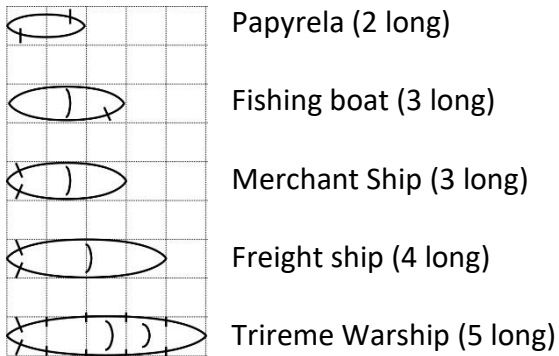 Papyrela (2 long)
Fishing boat (3 long)
Merchant Ship (3 long)
Freight ship (4 long)
Trireme Warship (5 long)